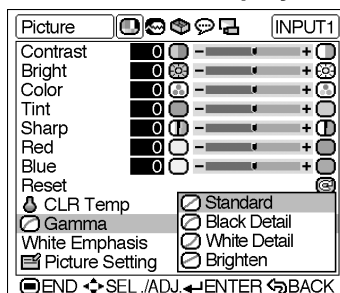 Picture INPUT1
Contrast 0 - +
Bright 0 - +
Color 0 - +
Tint 0 - +
Sharp 0 - +
Red 0 - +
Blue 0 - +
Reset
CLR Temp
Gamma
White Emphasis
Picture Setting
Standard
Black Detail
White Detail
Brighten
END SEL./ADJ. ENTER BACK